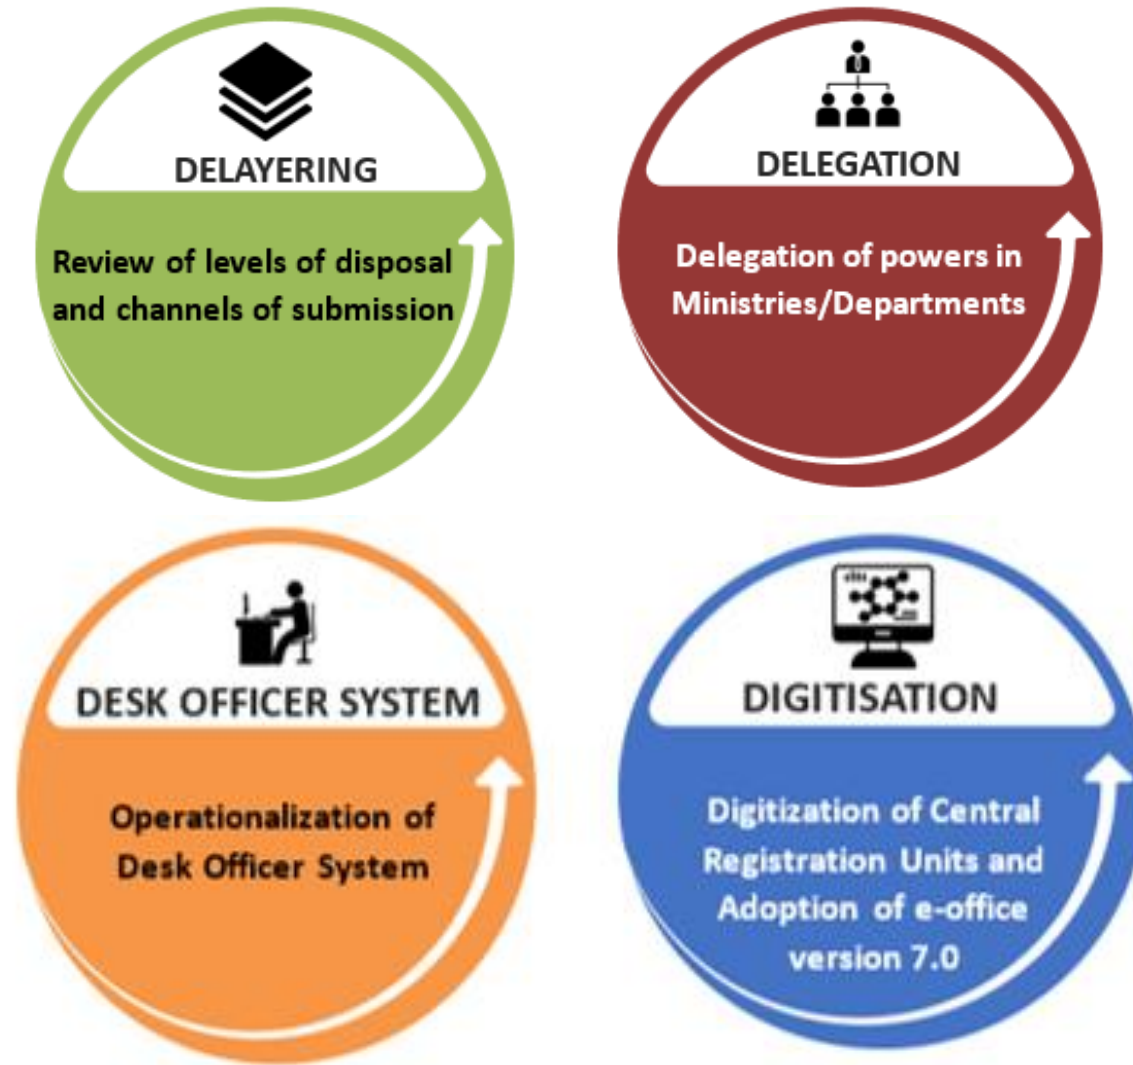 DELAYERING
Review of levels of disposal
and channels of submission
DELEGATION
Delegation of powers in
Ministries/Departments
DESK OFFICER SYSTEM
Operationalization of
Desk Officer System
DIGITISATION
Digitization of Central
Registration Units and
Adoption of e-office
version 7.0